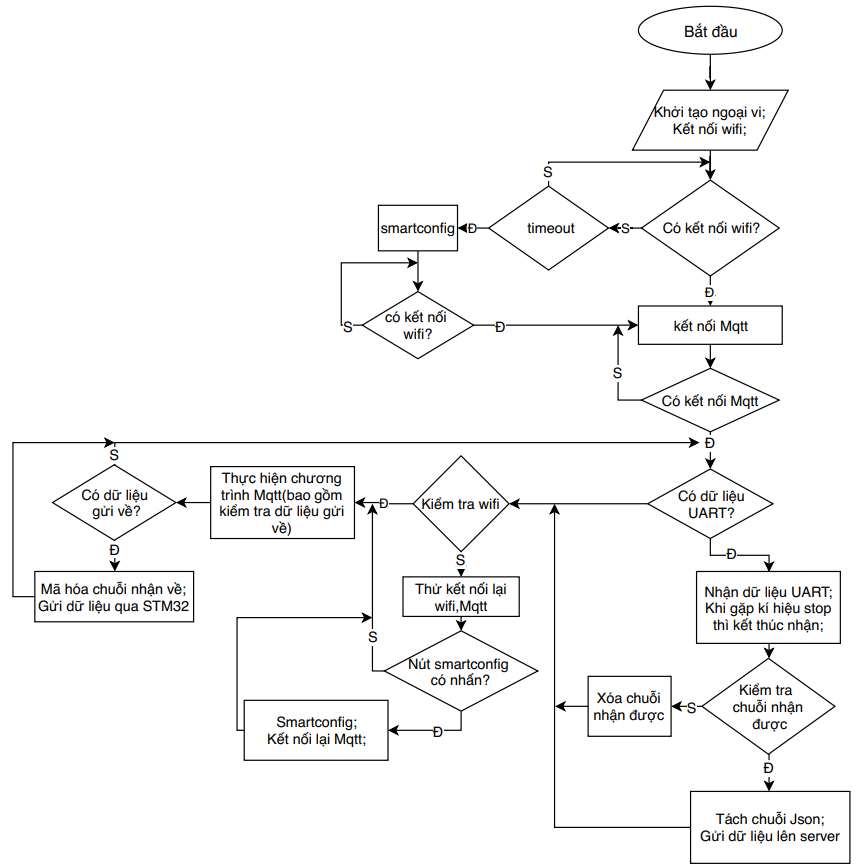 Bắt đầu
Khởi tạo ngoại vi;
Kết nối wifi;
S
smartconfig
Đ
timeout
S
Có kết nối wifi?
Đ
có kết nối
wifi?
S
Đ
kết nối Mqtt
S
Có kết nối Mqtt
Đ
S
Có dữ liệu
gửi về?
Thực hiện chương
trình Mqtt(bao gồm
kiểm tra dữ liệu gửi
về)
Đ
Kiểm tra wifi
Có dữ liệu
UART?
Đ
S
Đ
Mã hóa chuỗi nhận về;
Gửi dữ liệu qua STM32
Thử kết nối lại
wifi,Mqtt
Nhận dữ liệu UART;
Khi gặp kí hiệu stop
thì kết thúc nhận;
S
Nút smartconfig
có nhấn?
Xóa chuỗi
nhận được
S
Kiểm tra
chuỗi nhận
được
Smartconfig;
Kết nối lại Mqtt;
Đ
Đ
Tách chuỗi Json;
Gửi dữ liệu lên server